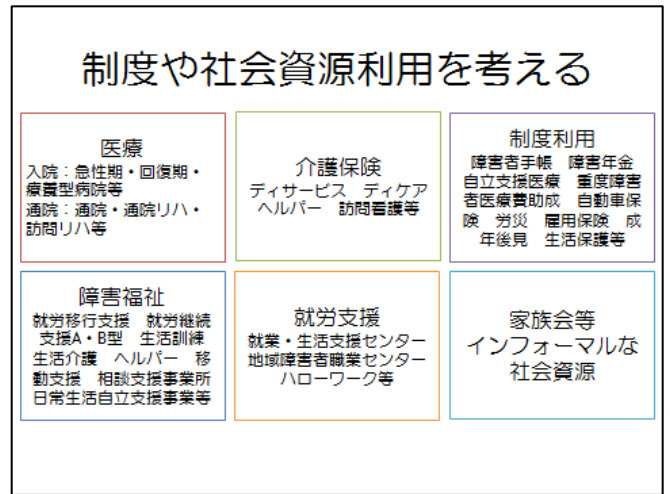 制度や社会資源利用を考える
医療
入院：急性期・回復期・
療養型病院等
通院：通院・通院リハ・
訪問リハ等
介護保険
ディサービス　ディケア
ヘルパー　訪問看護等
制度利用
障害者手帳　障害年金
自立支援医療　重度障害
者医療費助成　自動車保
険　労災　雇用保険　成
年後見　生活保護等
障害福祉
就労移行支援　就労継続
支援A・B型　生活訓練
生活介護　ヘルパー　移
動支援　相談支援事業所
日常生活自立支援事業等
就労支援
就業・生活支援センター
地域障害者職業センター
ハローワーク等
家族会等
インフォーマルな
社会資源